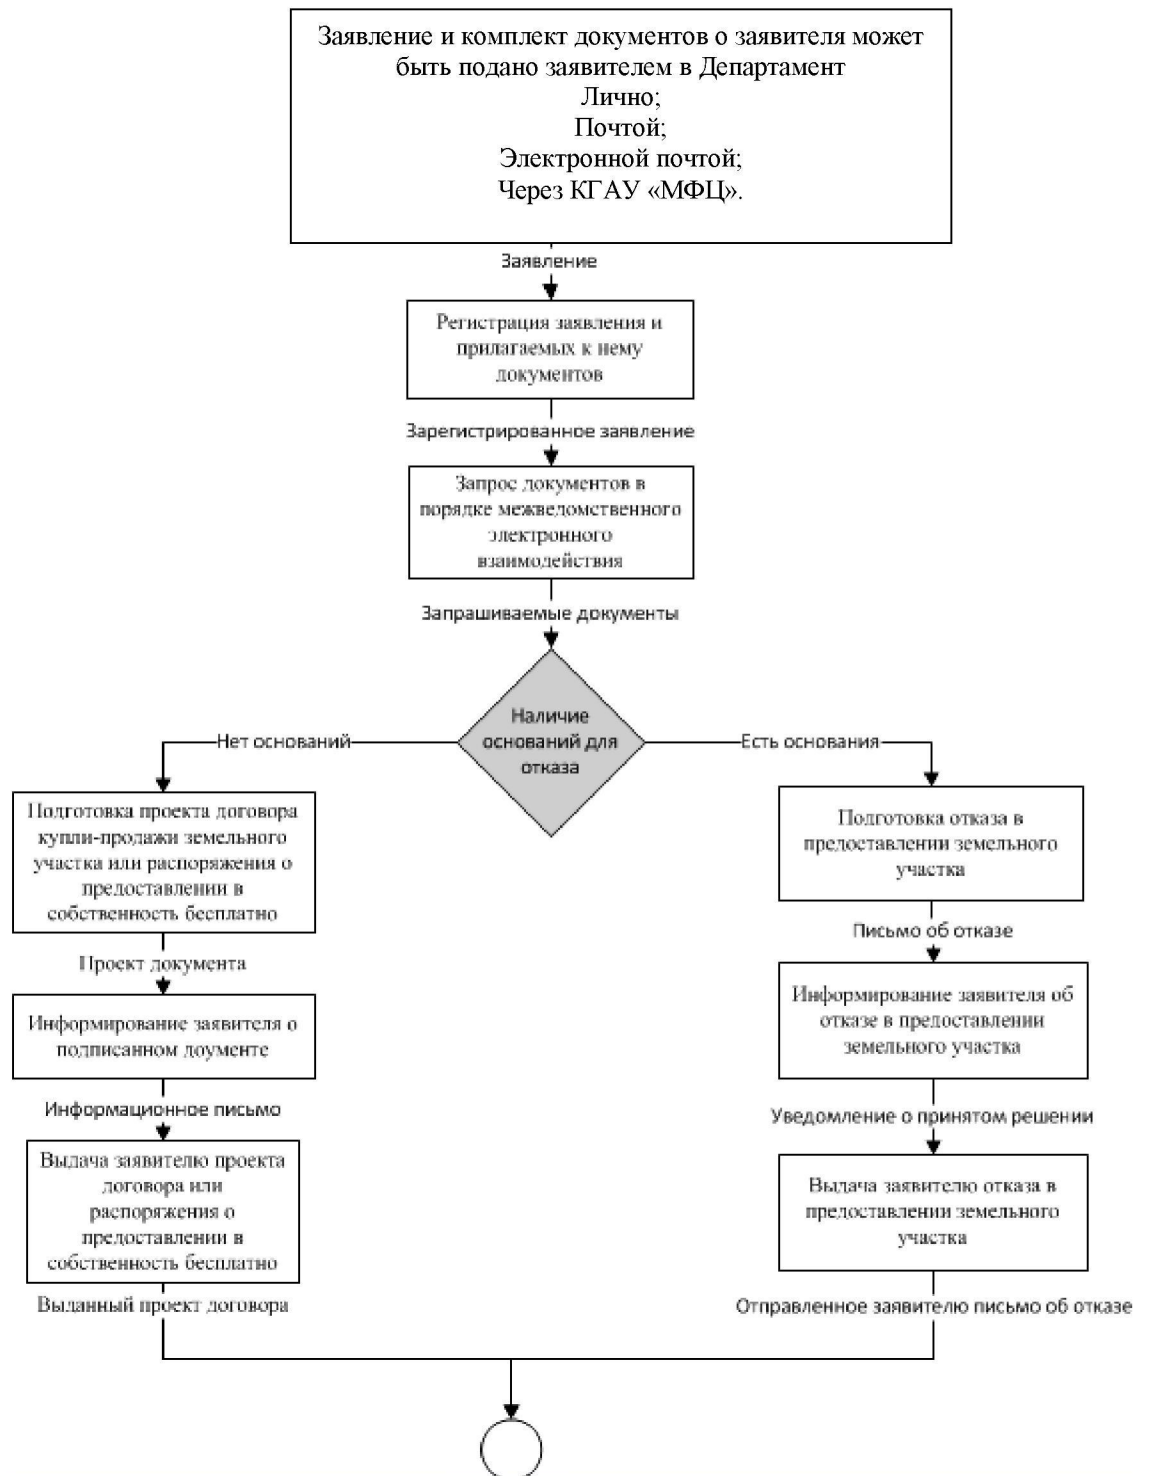 Заявление и комплект документов о заявителя может
быть подано заявителем в Департамент
Лично;
Почтой;
Электронной почтой;
Через КГАУ «МФЦ».
Заявление
Регистрация заявления и
прилагаемых к нему
документов
Зарегистрированное заявление
Запрос документов в
порядке межведомственного
электронного
взаимодействия
Запрашиваемые документы
Наличие
оснований для
отказа
Нет оснований
Есть основания
Подготовка проекта договора
купли-продажи земельного
участка или распоряжения о
предоставлении в
собственность бесплатно
Проект документа
Информирование заявителя о
подписанном доументе
Информационное письмо
Выдача заявителю проекта
договора или
распоряжения о
предоставлении в
собственность бесплатно
Выданный проект договора
Подготовка отказа в
предоставлении земельного
участка
Письмо об отказе
Информирование заявителя об
отказе в предоставлении
земельного участка
Уведомление о принятом решении
Выдача заявителю отказа в
предоставлении земельного
участка
Отправленное заявителю письмо об отказе